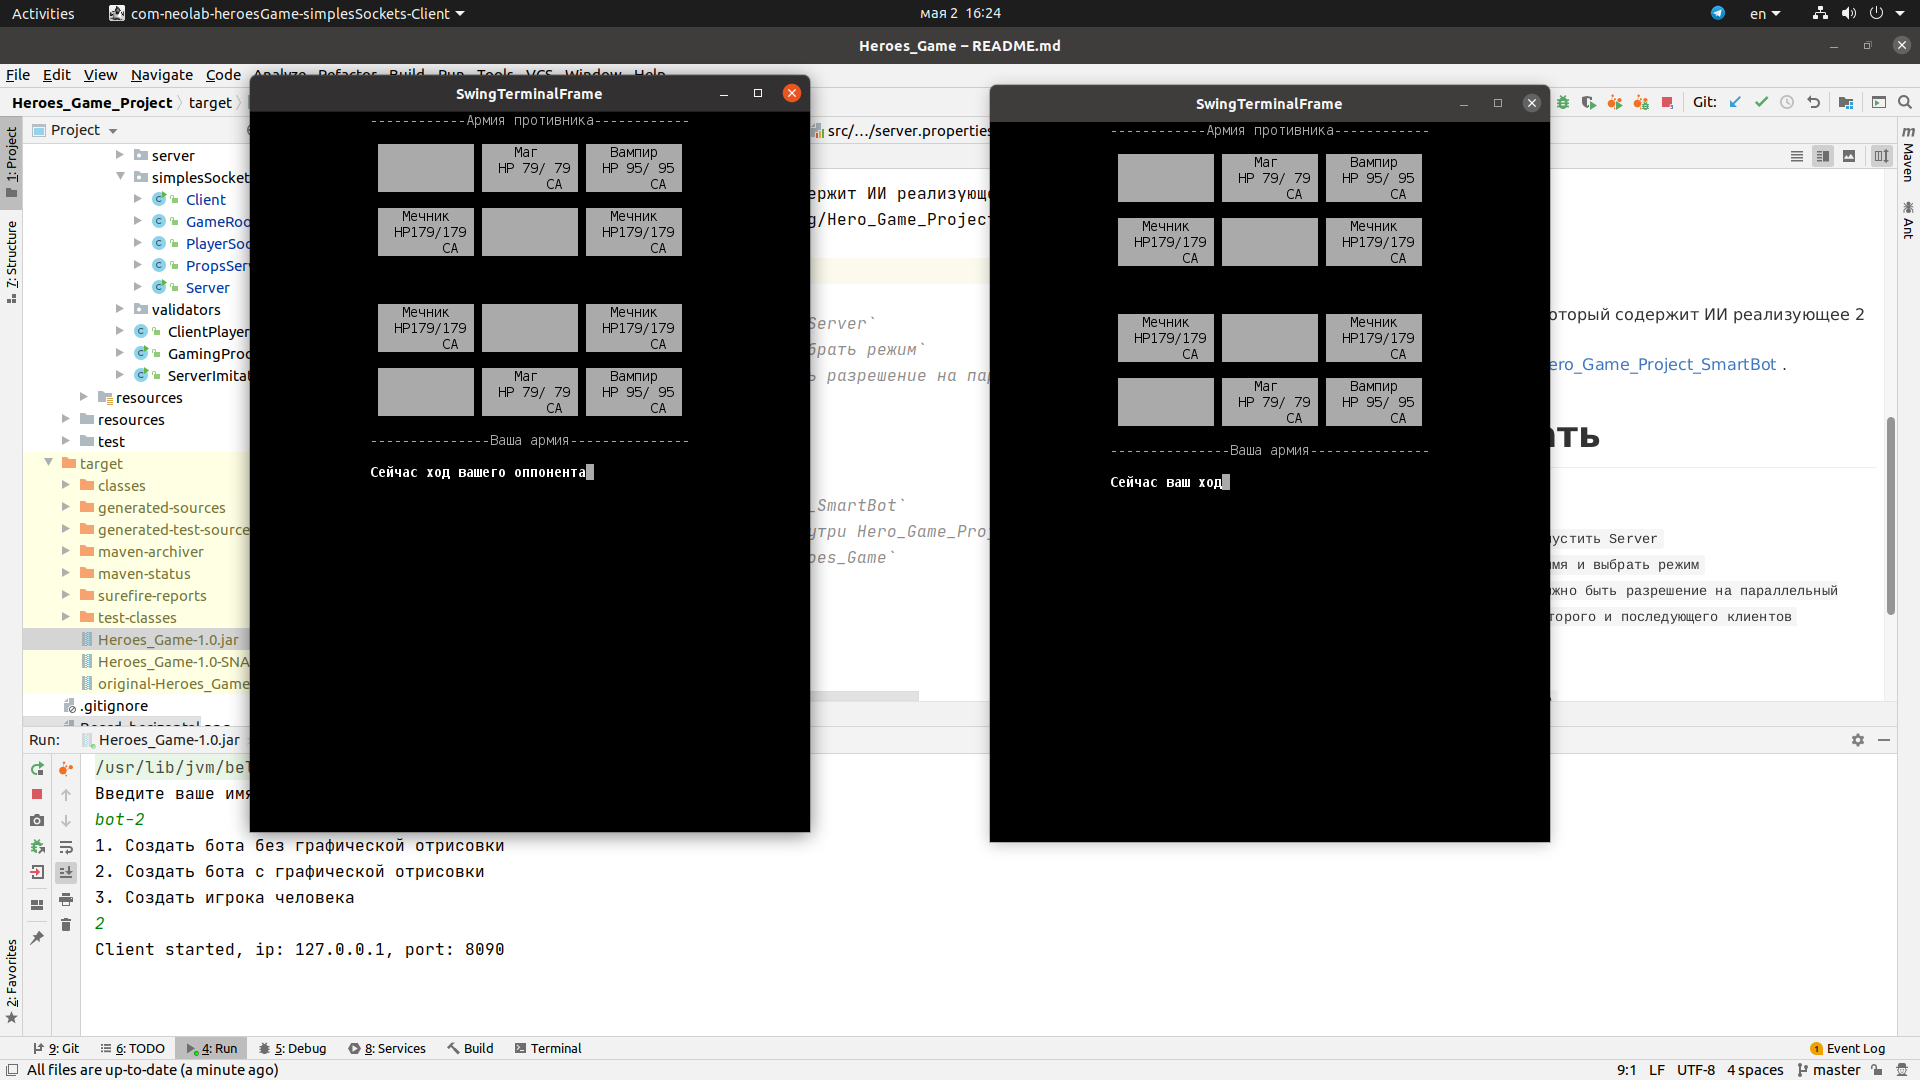 Activities
com-neolab-heroesGame-simplesSockets-Client
мая 2 16:24
en
Heroes_Game – README.md
File Edit View Navigate Code Analyze Refactor Build Run Tools VCS Window Help
Heroes_Game_Project target
Git:
Project
src/.../server.properties
1: Project
7: Structure
2: Favorites
Maven
Ant
server
simplesSocket
Client
GameRoo
PlayerSoc
PropsSer
Server
validators
ClientPlayer
GamingProc
ServerImitat
resources
resources
test
target
classes
generated-sources
generated-test-source
maven-archiver
maven-status
surefire-reports
test-classes
Heroes_Game-1.0.jar
Heroes_Game-1.0-SNA
original-Heroes_Game
.gitignore
SwingTerminalFrame
------------Армия противника------------
Маг Вампир
HP 79/ 79 HP 95/ 95
CA CA
Мечник Мечник
HP179/179 HP179/179
CA CA
Мечник Мечник
HP179/179 HP179/179
CA CA
Маг Вампир
HP 79/ 79 HP 95/ 95
CA CA
---------------Ваша армия---------------
Сейчас ход вашего оппонента
ержит ИИ реализующе
g/Hero_Game_Project
Server`
брать режим`
ь разрешение на па
_SmartBot`
утри Hero_Game_Proj
oes_Game`
SwingTerminalFrame
------------Армия противника------------
Маг Вампир
HP 79/ 79 HP 95/ 95
CA CA
Мечник Мечник
HP179/179 HP179/179
CA CA
Мечник Мечник
HP179/179 HP179/179
CA CA
Маг Вампир
HP 79/ 79 HP 95/ 95
CA CA
---------------Ваша армия---------------
Сейчас ваш ход
оторый содержит ИИ реализующее 2
ero_Game_Project_SmartBot .
ать
устить Server
имя и выбрать режим
жно быть разрешение на параллельный
торого и последующего клиентов
Run: Heroes_Game-1.0.jar
/usr/lib/jvm/bel
Введите ваше имя
bot-2
1. Создать бота без графической отрисовки
2. Создать бота с графической отрисовки
3. Создать игрока человека
2
Client started, ip: 127.0.0.1, port: 8090
9: Git 6: TODO 4: Run 5: Debug 8: Services Build Terminal
1 Event Log
All files are up-to-date (a minute ago)
9:1 LF UTF-8 4 spaces master